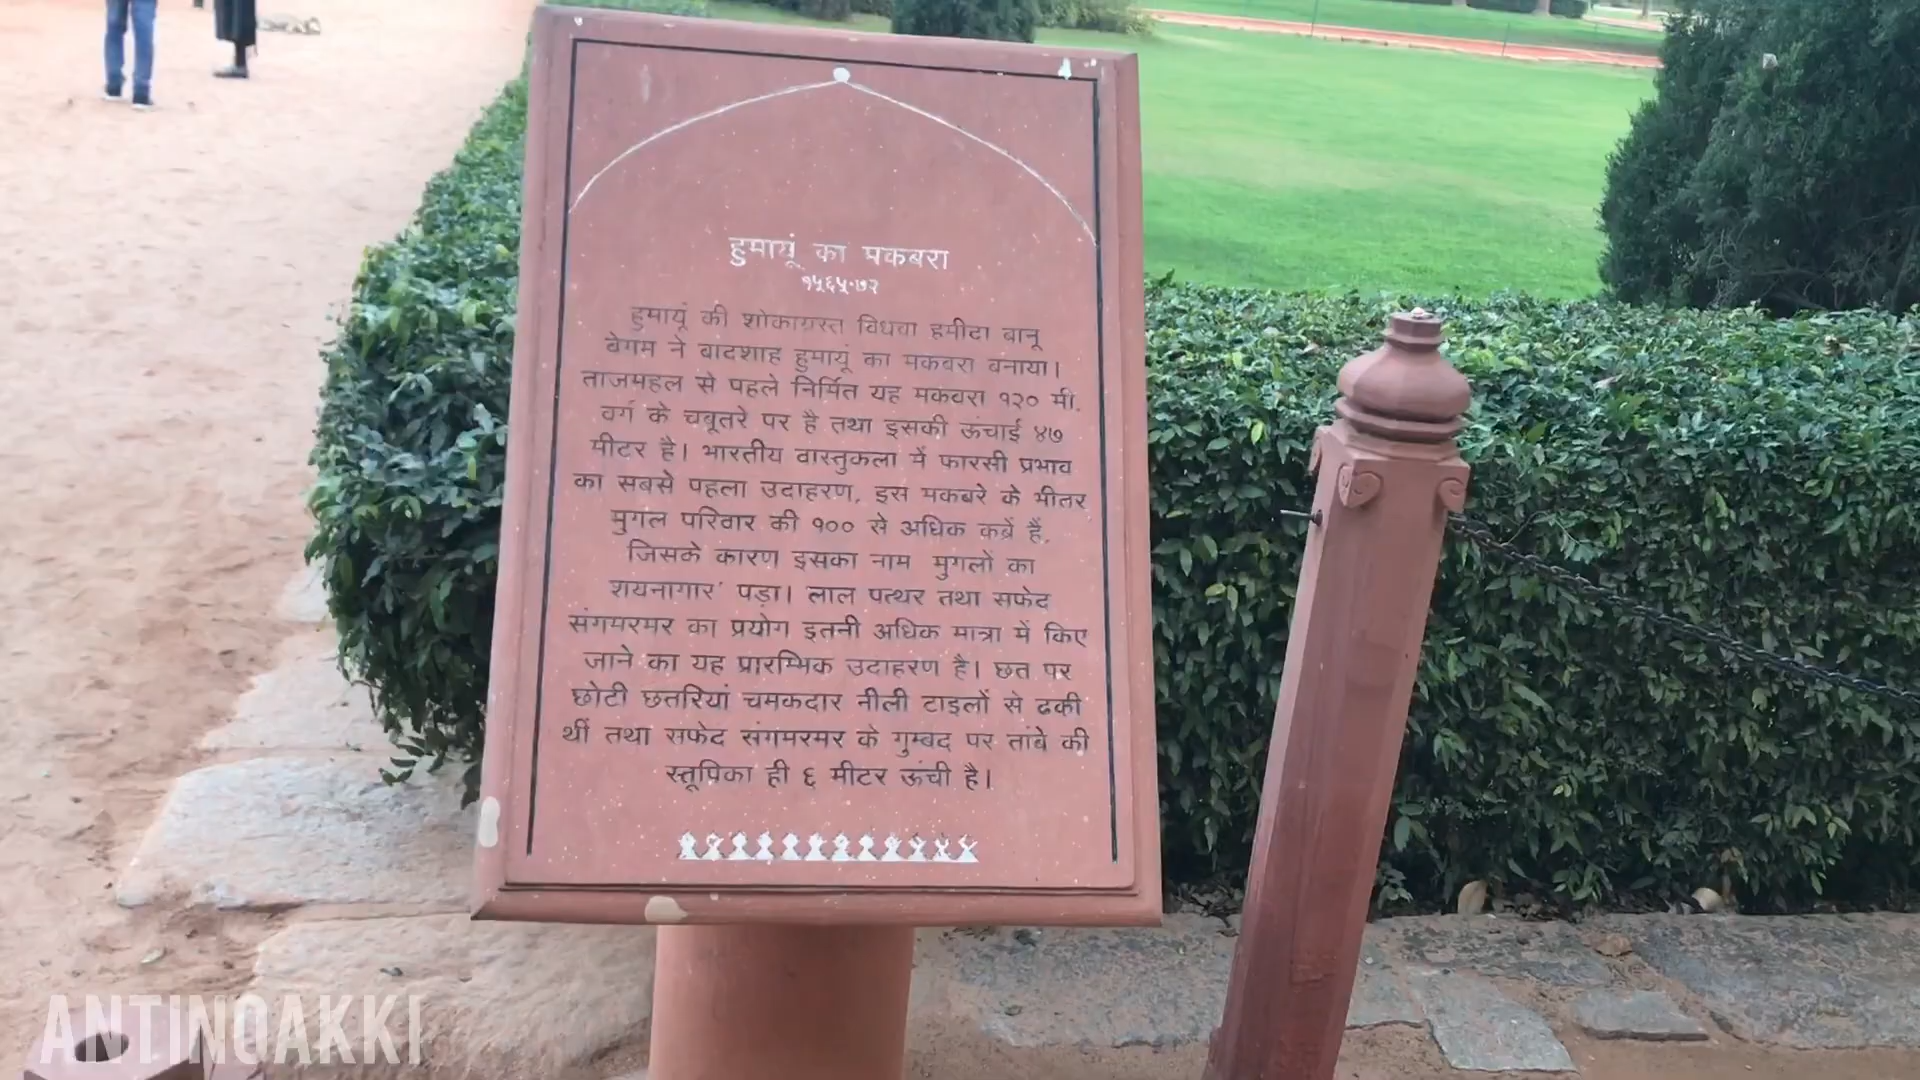 हुमायूं का मकबरा
१५६५-७२
हुमायूं की शोकाग्रस्त विधवा हमीदा बानू
बेगम ने बादशाह हुमायूं का मकबरा बनाया।
ताजमहल से पहले निर्मित यह मकबरा १२० मी.
वर्ग के चबूतरे पर है तथा इसकी ऊंचाई ४७
मीटर है। भारतीय वास्तुकला में फारसी प्रभाव
का सबसे पहला उदाहरण, इस मकबरे के भीतर
मुगल परिवार की १०० से अधिक कब्रें हैं,
जिसके कारण इसका नाम मुगलों का
शयनागार' पड़ा। लाल पत्थर तथा सफेद
संगमरमर का प्रयोग इतनी अधिक मात्रा में किए
जाने का यह प्रारम्भिक उदाहरण है। छत पर
छोटी छतरियां चमकदार नीली टाइलों से ढकी
थीं तथा सफेद संगमरमर के गुम्बद पर तांबे की
स्तूपिका ही ६ मीटर ऊंची है।
ANTINOAKKI